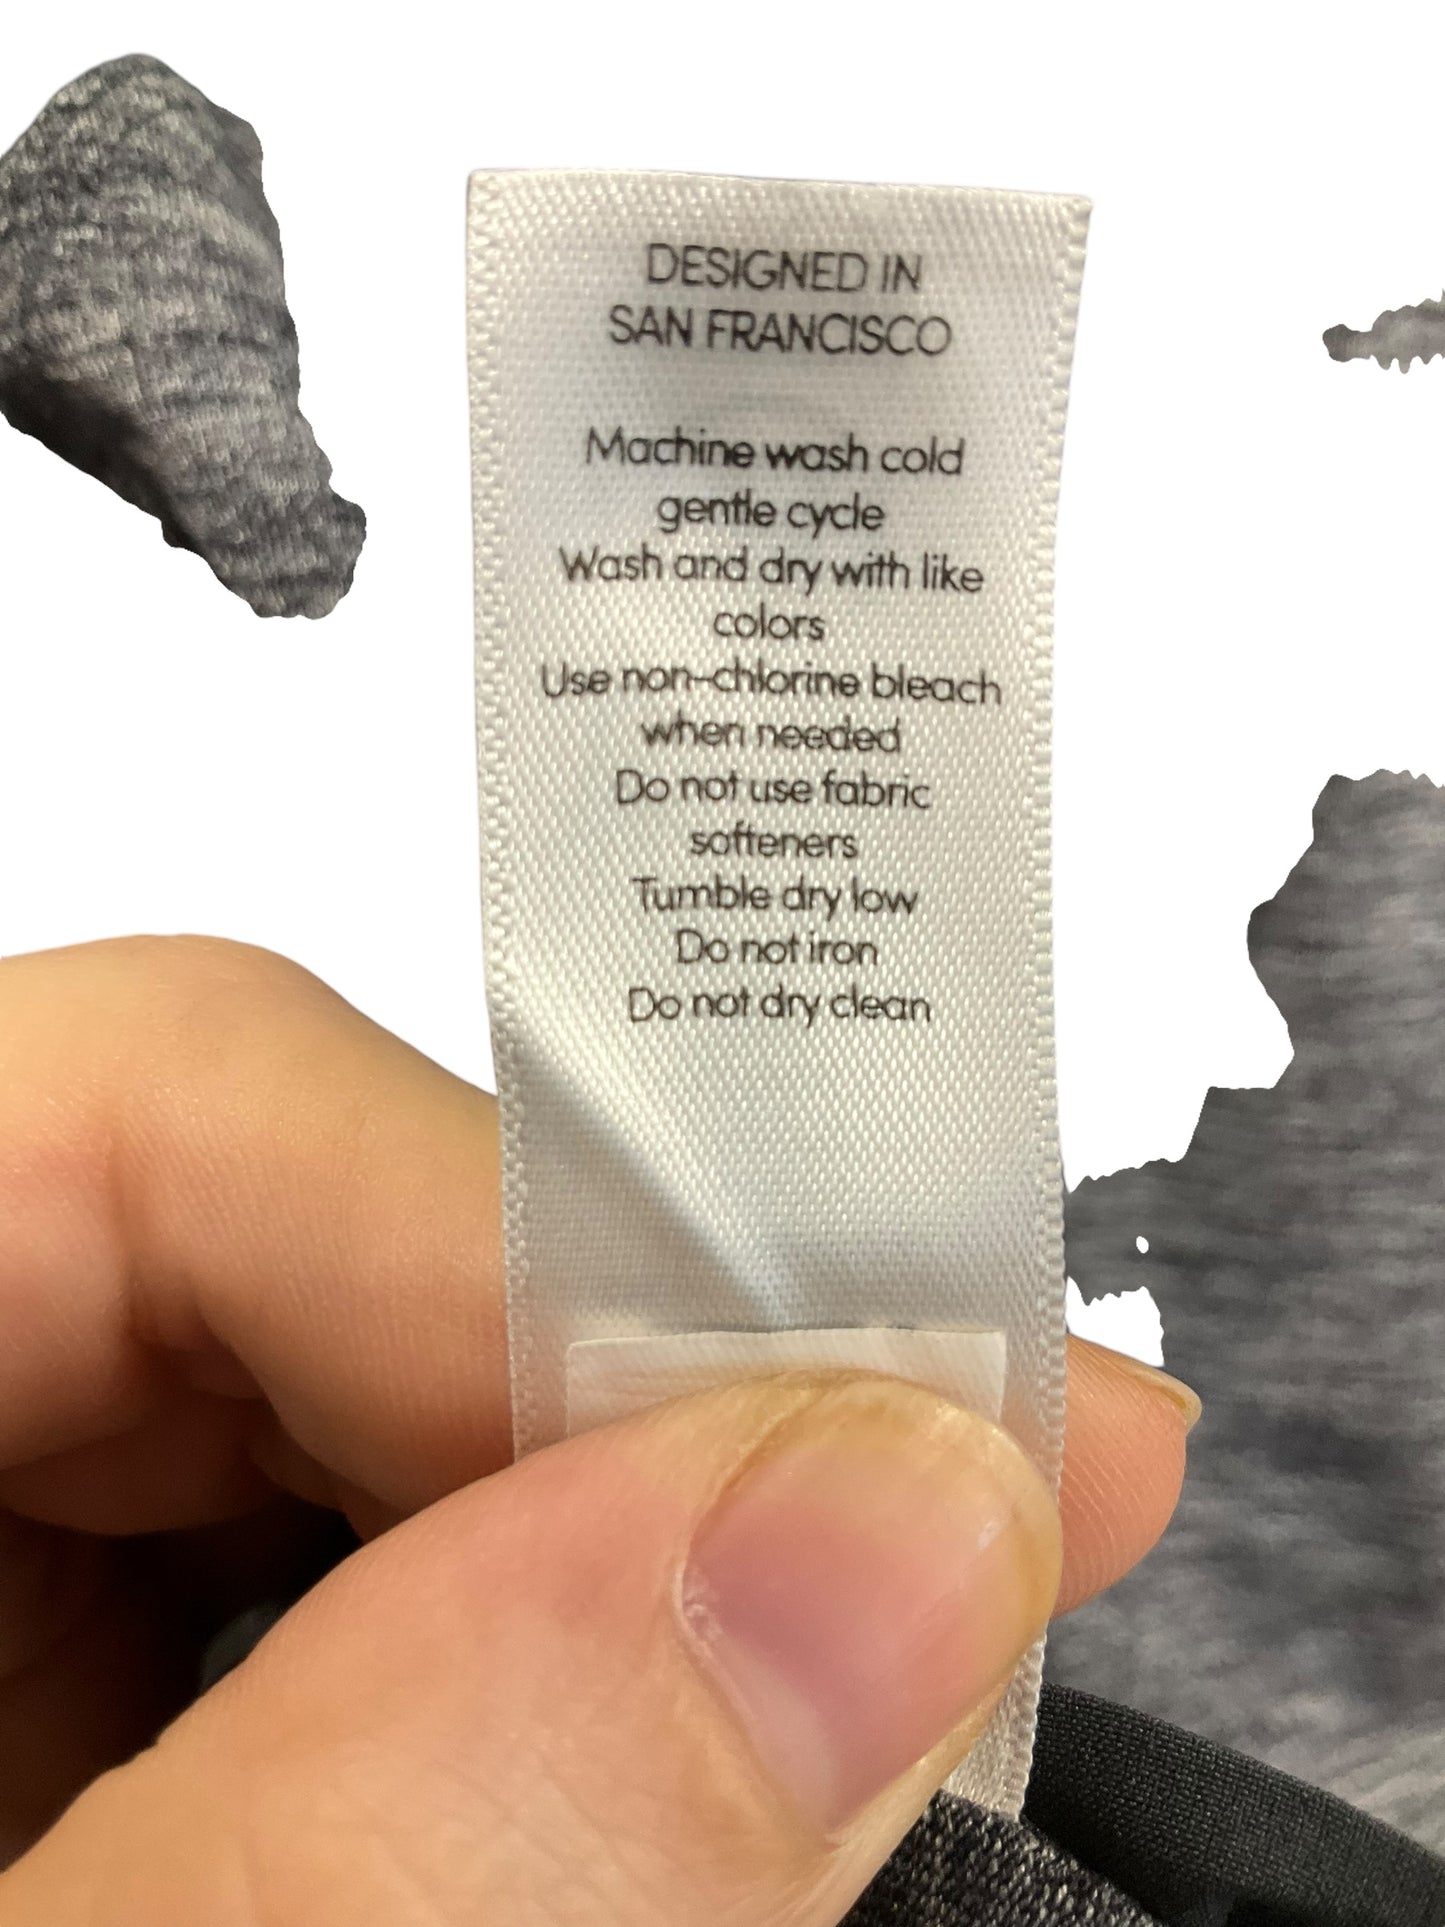 DESIGNED IN
SAN FRANCISCO
Machine wash cold
gentle cycle
Wash and dry with like
colors
Use non-chlorine bleach
when needed
Do not use fabric
softeners
Tumble dry low
Do not iron
Do not dry clean